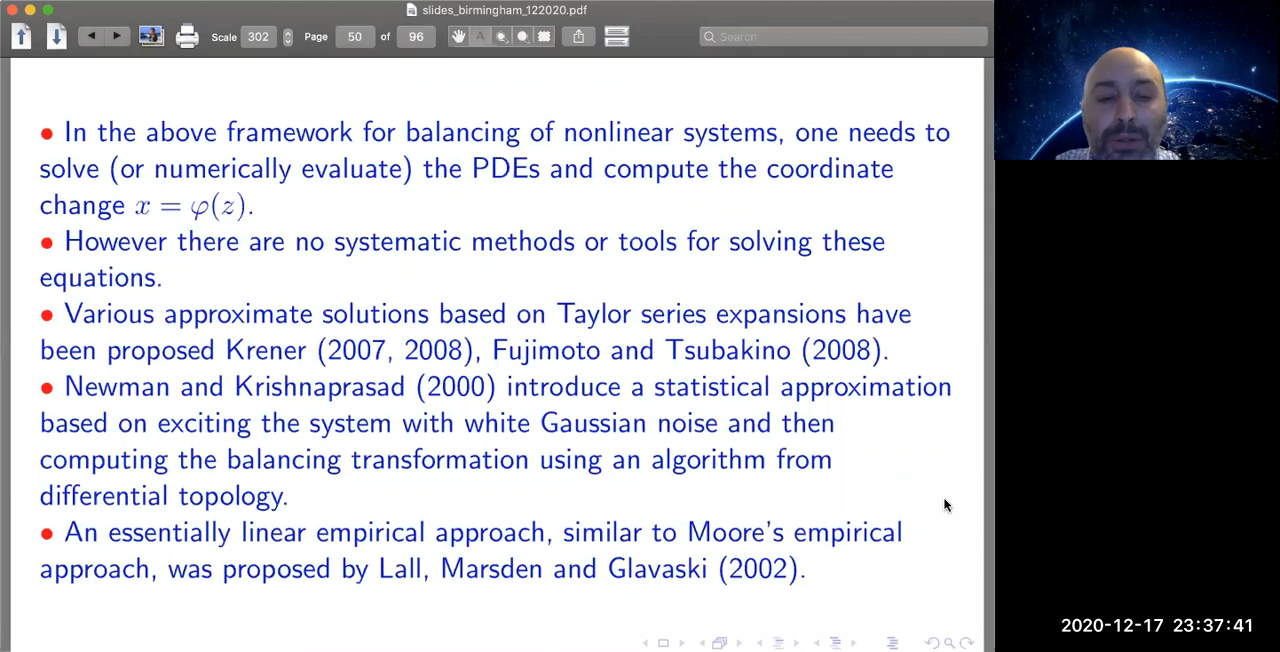 slides_birmingham_122020.pdf
Scale 302 Page 50 of 96 Search
• In the above framework for balancing of nonlinear systems, one needs to
solve (or numerically evaluate) the PDEs and compute the coordinate
change x = φ(z).
• However there are no systematic methods or tools for solving these
equations.
• Various approximate solutions based on Taylor series expansions have
been proposed Krener (2007, 2008), Fujimoto and Tsubakino (2008).
• Newman and Krishnaprasad (2000) introduce a statistical approximation
based on exciting the system with white Gaussian noise and then
computing the balancing transformation using an algorithm from
differential topology.
• An essentially linear empirical approach, similar to Moore's empirical
approach, was proposed by Lall, Marsden and Glavaski (2002).
2020-12-17 23:37:41